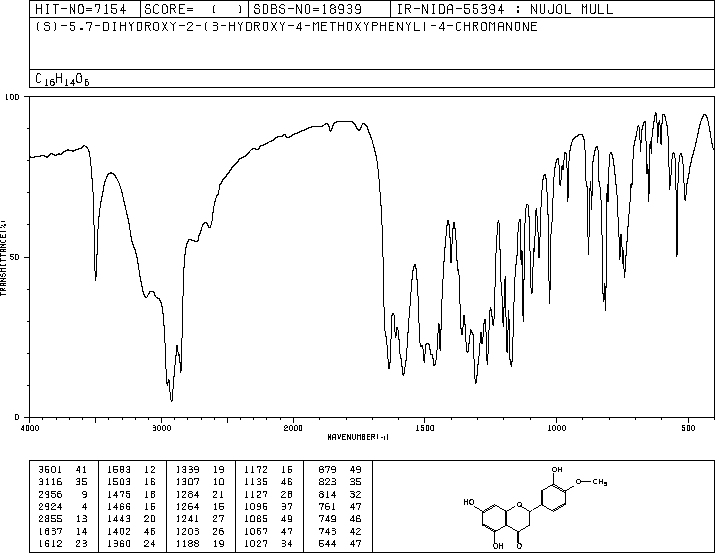 HIT-NO=7154 SCORE= ( ) SDBS-NO=18939 IR-NIDA-55394 : NUJOL MULL
(S)-5,7-DIHYDROXY-2-(3-HYDROXY-4-METHOXYPHENYL)-4-CHROMANONE
C16H14O6
100
50
0
TRANSMITTANCE(%)
4000 3000 2000 1500 1000 500
WAVENUMBER(-1)
3501 41 1583 12 1339 19 1172 15 879 49
3116 35 1503 16 1307 10 1135 46 823 35
2956 9 1475 18 1284 21 1127 28 814 32
2924 4 1466 15 1264 16 1096 37 761 47
2855 13 1443 20 1241 27 1085 49 749 46
1637 14 1402 46 1203 26 1067 47 743 42
1612 23 1360 24 1188 19 1027 34 544 47
OH
O—CH3
HO
O
OH
O